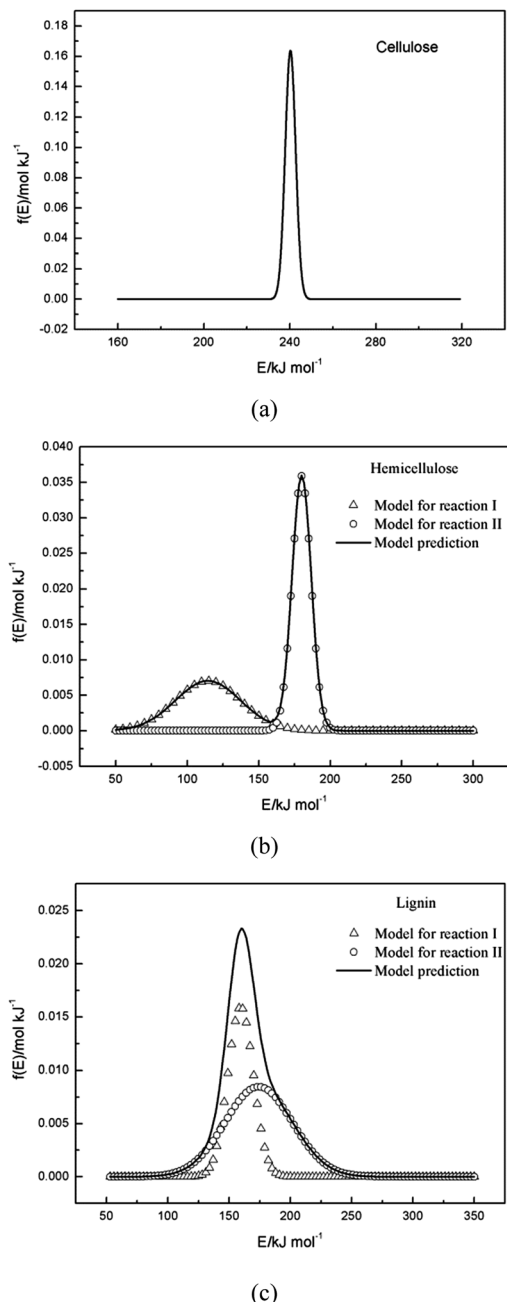 Cellulose
0.16
0.14
0.12
0.10
0.08
0.06
0.04
0.02
0.00
-0.02
f(E)/mol kJ⁻¹
160 200 240 280 320
E/kJ mol⁻¹
(a)
0.040
0.035
0.030
0.025
0.020
0.015
0.010
0.005
0.000
-0.005
f(E)/mol kJ⁻¹
Hemicellulose
Model for reaction I
Model for reaction II
Model prediction
50 100 150 200 250 300
E/kJ mol⁻¹
(b)
0.025
0.020
0.015
0.010
0.005
0.000
f(E)/mol kJ⁻¹
Lignin
Model for reaction I
Model for reaction II
Model prediction
50 100 150 200 250 300 350
E/kJ mol⁻¹
(c)